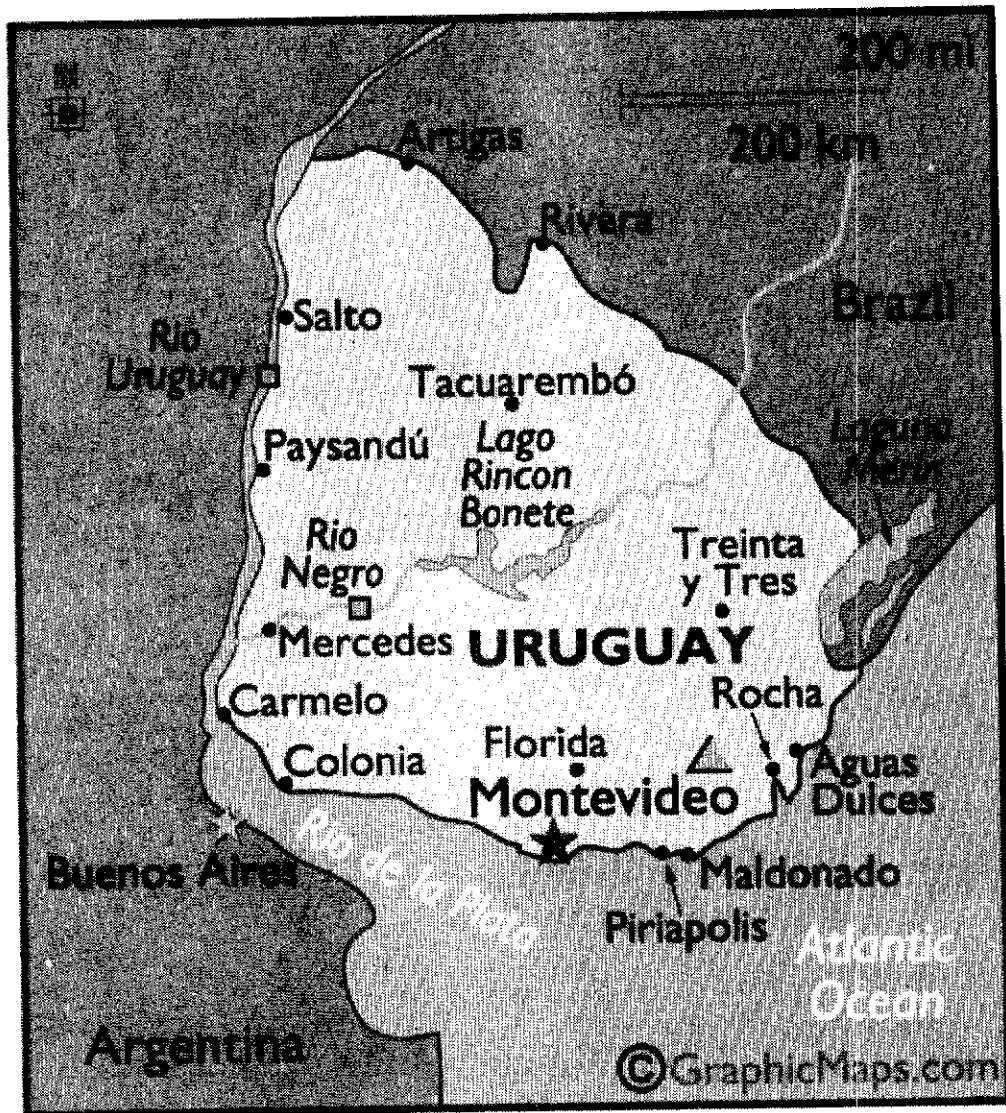 200 mi
200 km
N
Artigas
Rivera
Brazil
Salto
Rio
Uruguay
Tacuarembó
Laguna
Merin
Paysandú
Lago
Rincon
Bonete
Rio
Negro
Treinta
y Tres
Mercedes
URUGUAY
Rocha
Carmelo
Florida
Colonia
Aguas
Dulces
Montevideo
Buenos Aires
Rio de la Plata
Maldonado
Piriapolis
Atlantic
Ocean
Argentina
©GraphicMaps.com